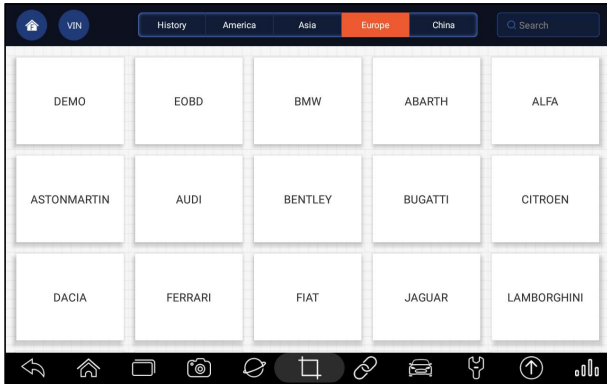 VIN
History America Asia Europe China
Search
DEMO EOBD BMW ABARTH ALFA
ASTONMARTIN AUDI BENTLEY BUGATTI CITROEN
DACIA FERRARI FIAT JAGUAR LAMBORGHINI